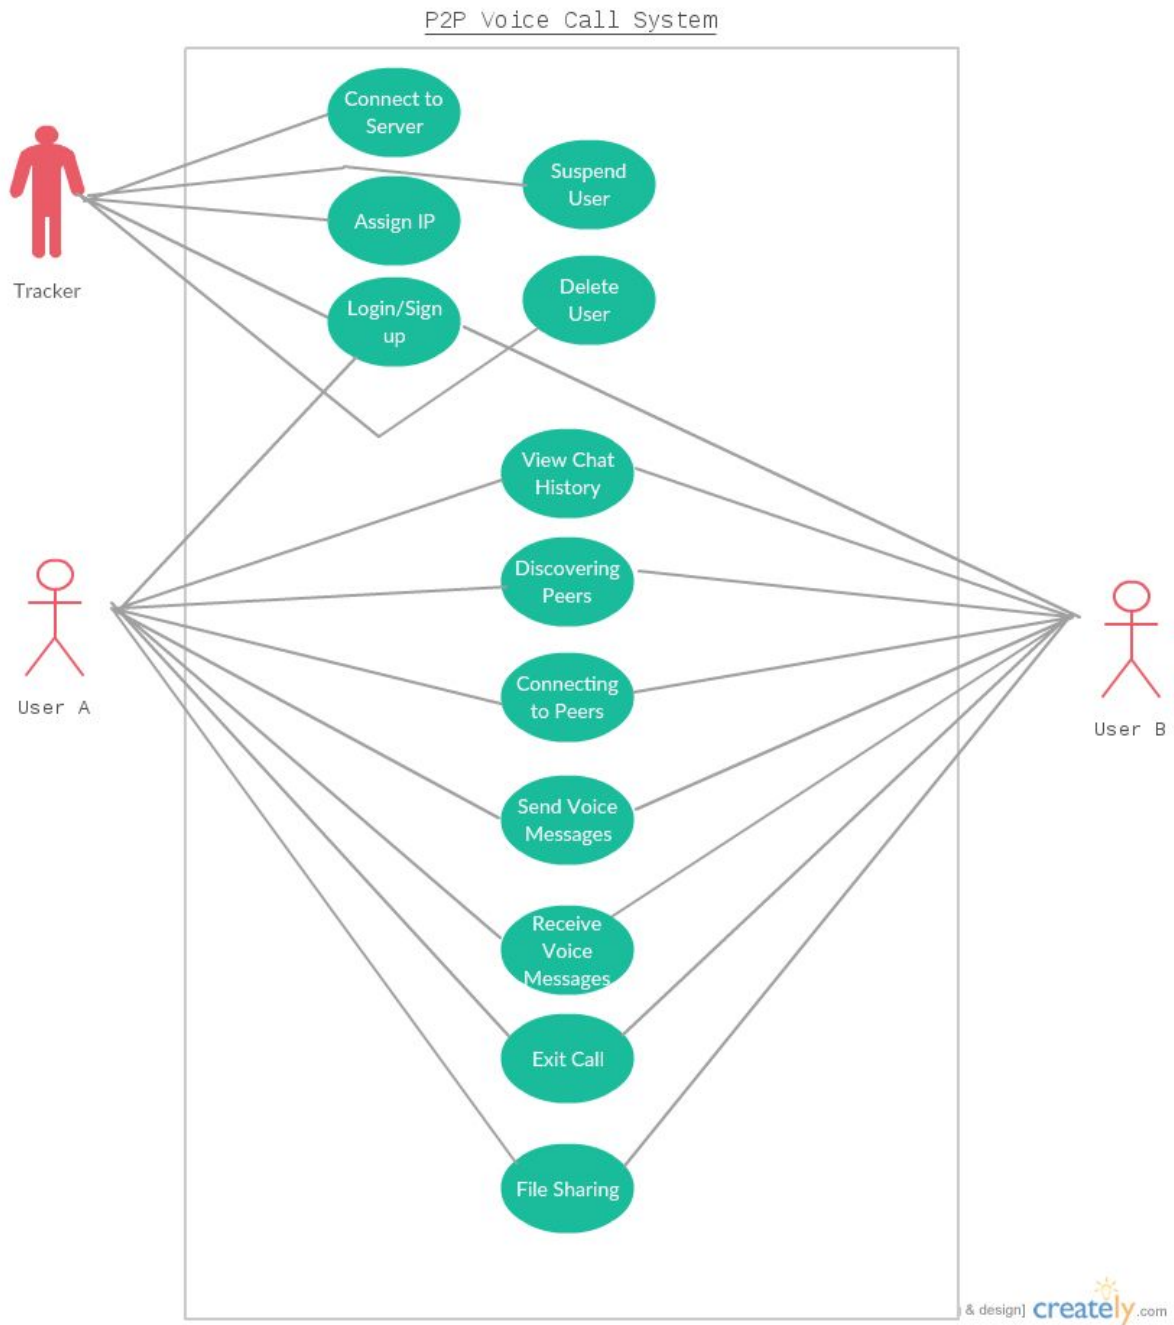 P2P Voice Call System
Connect to
Server
Suspend
User
Assign IP
Tracker
Delete
User
Login/Sign
up
View Chat
History
Discovering
Peers
Connecting
to Peers
User A
User B
Send Voice
Messages
Receive
Voice
Messages
Exit Call
File Sharing
& design] creately.com